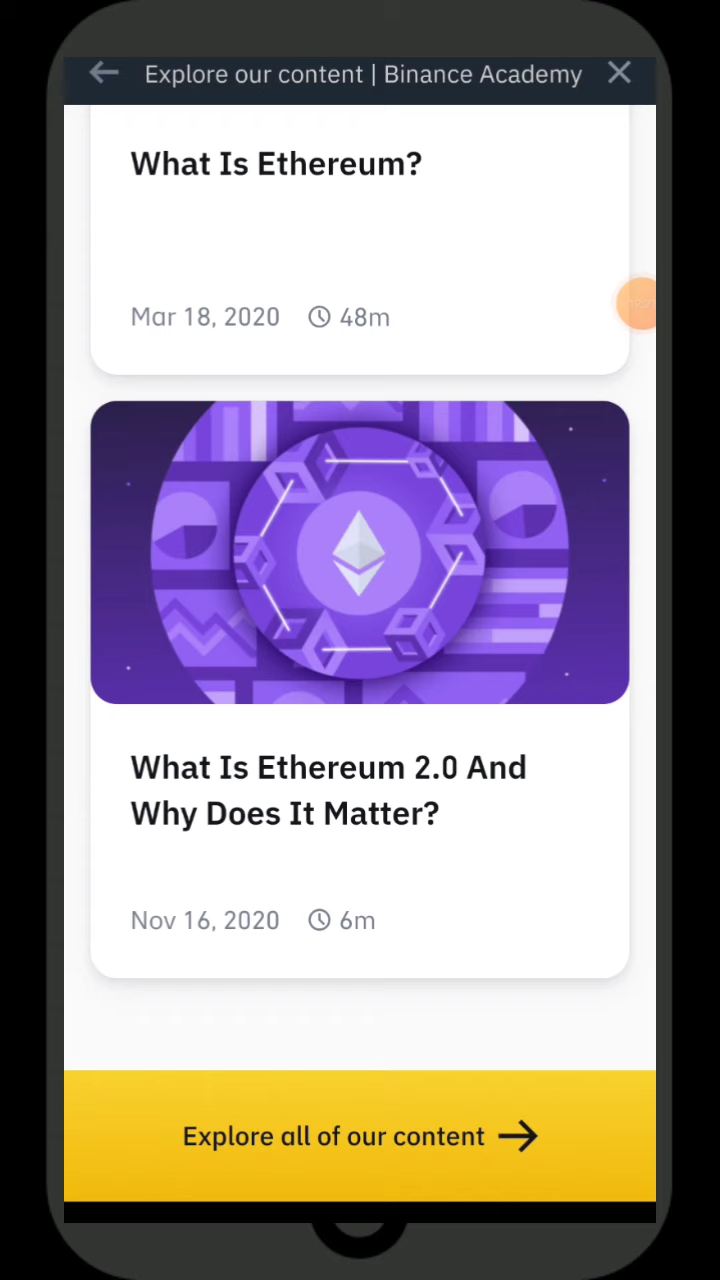 Explore our content | Binance Academy
What Is Ethereum?
Mar 18, 2020 48m
What Is Ethereum 2.0 And
Why Does It Matter?
Nov 16, 2020 6m
Explore all of our content